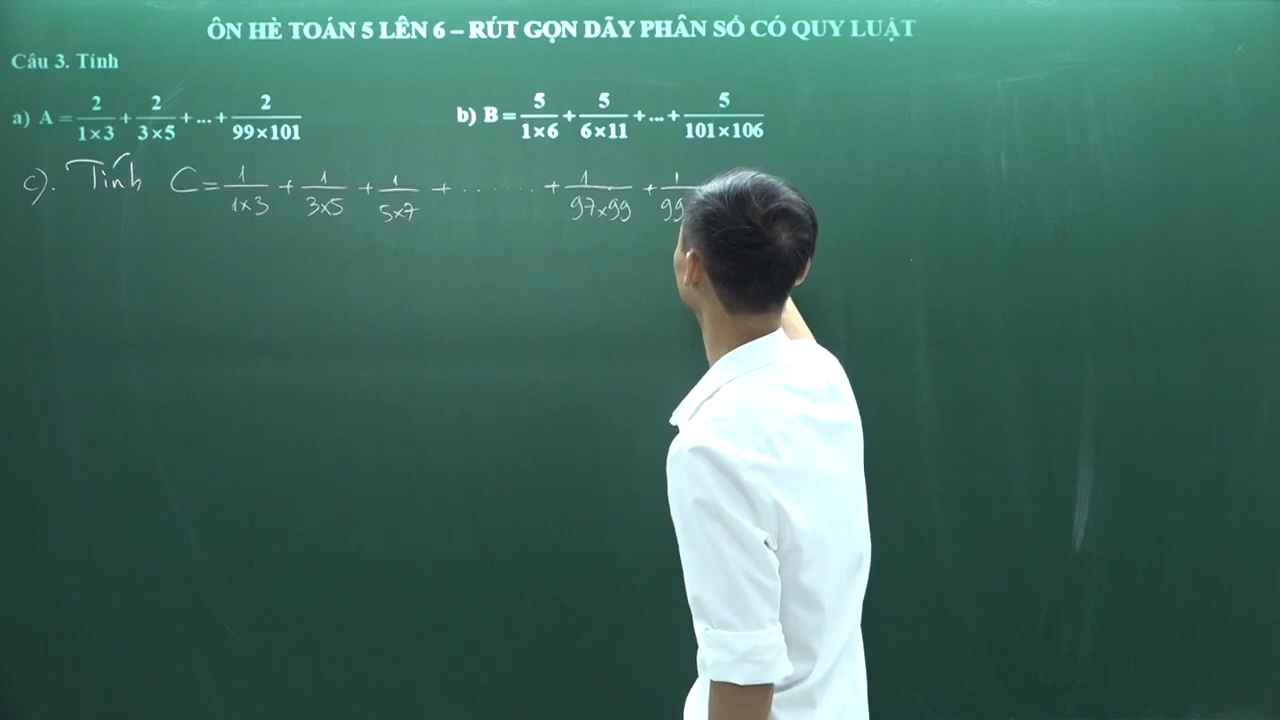 ÔN HÈ TOÁN 5 LÊN 6 – RÚT GỌN DÃY PHÂN SỐ CÓ QUY LUẬT
Câu 3. Tính
a) A = 2/(1×3) + 2/(3×5) + ... + 2/(99×101)
b) B = 5/(1×6) + 5/(6×11) + ... + 5/(101×106)
c). Tính C = 1/(1×3) + 1/(3×5) + 1/(5×7) + ........ + 1/(97×99) + 1/(99